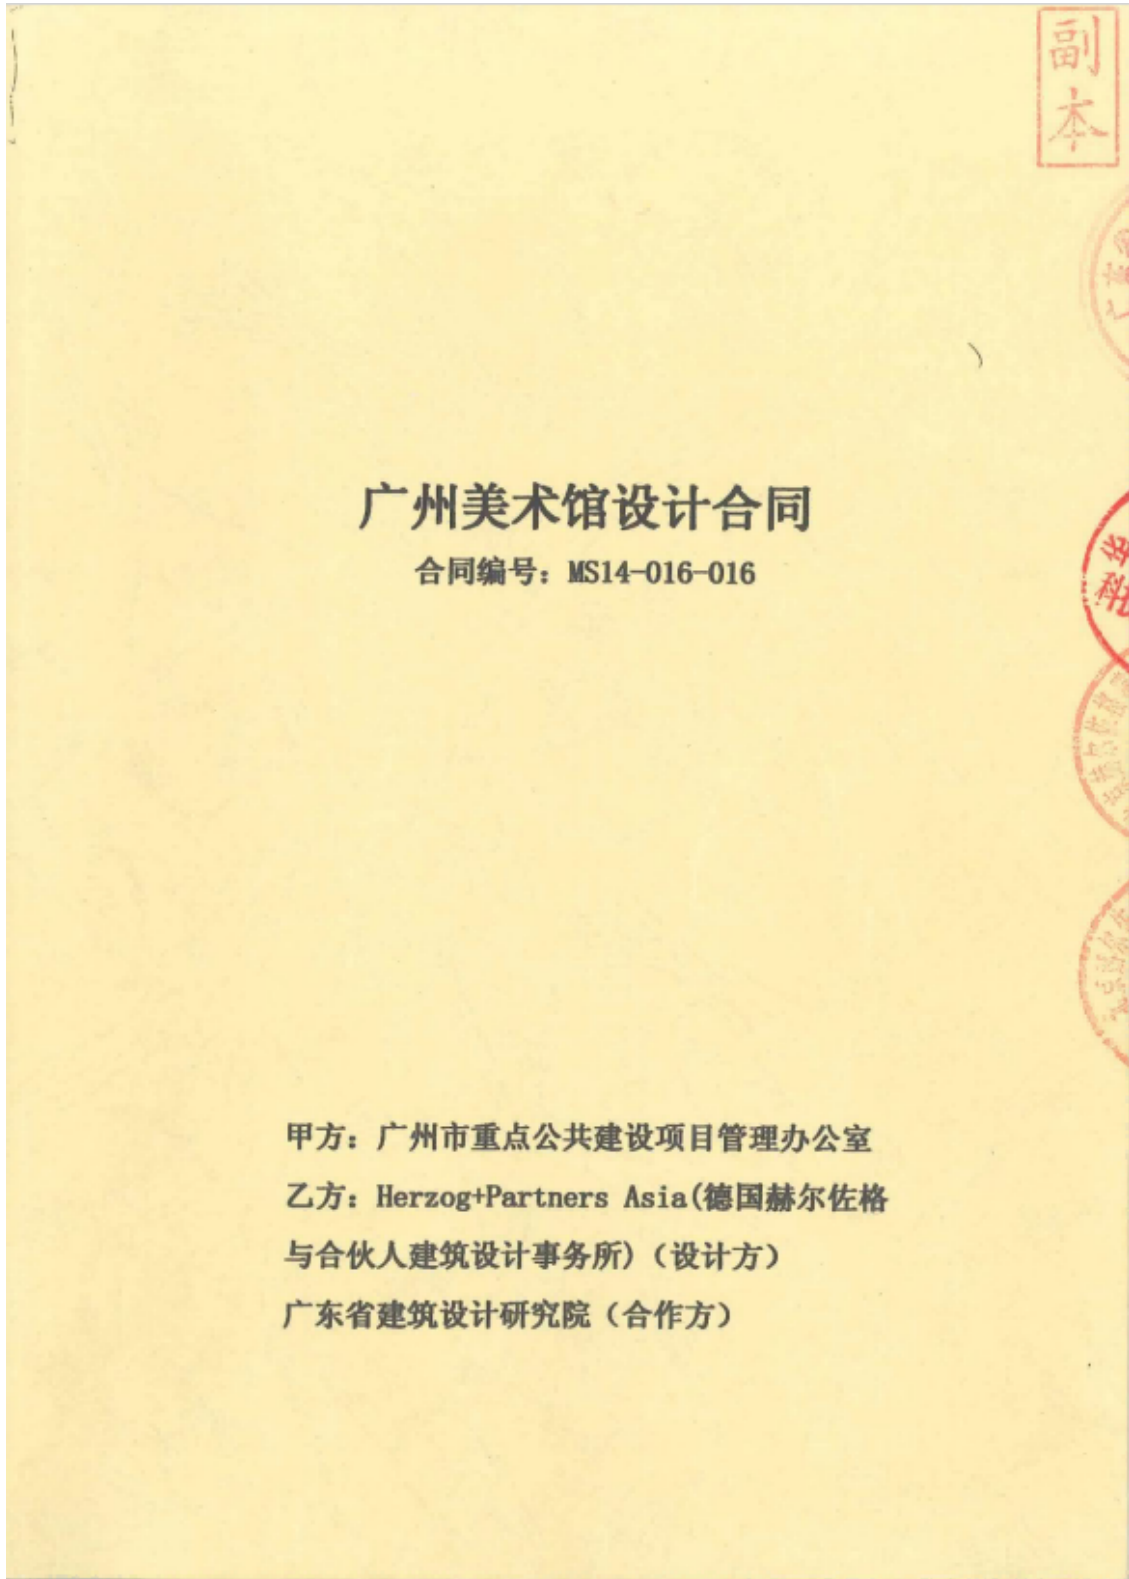 副
本
广州美术馆设计合同
合同编号：MS14-016-016
甲方：广州市重点公共建设项目管理办公室
乙方：Herzog+Partners Asia(德国赫尔佐格
与合伙人建筑设计事务所)（设计方）
广东省建筑设计研究院（合作方）